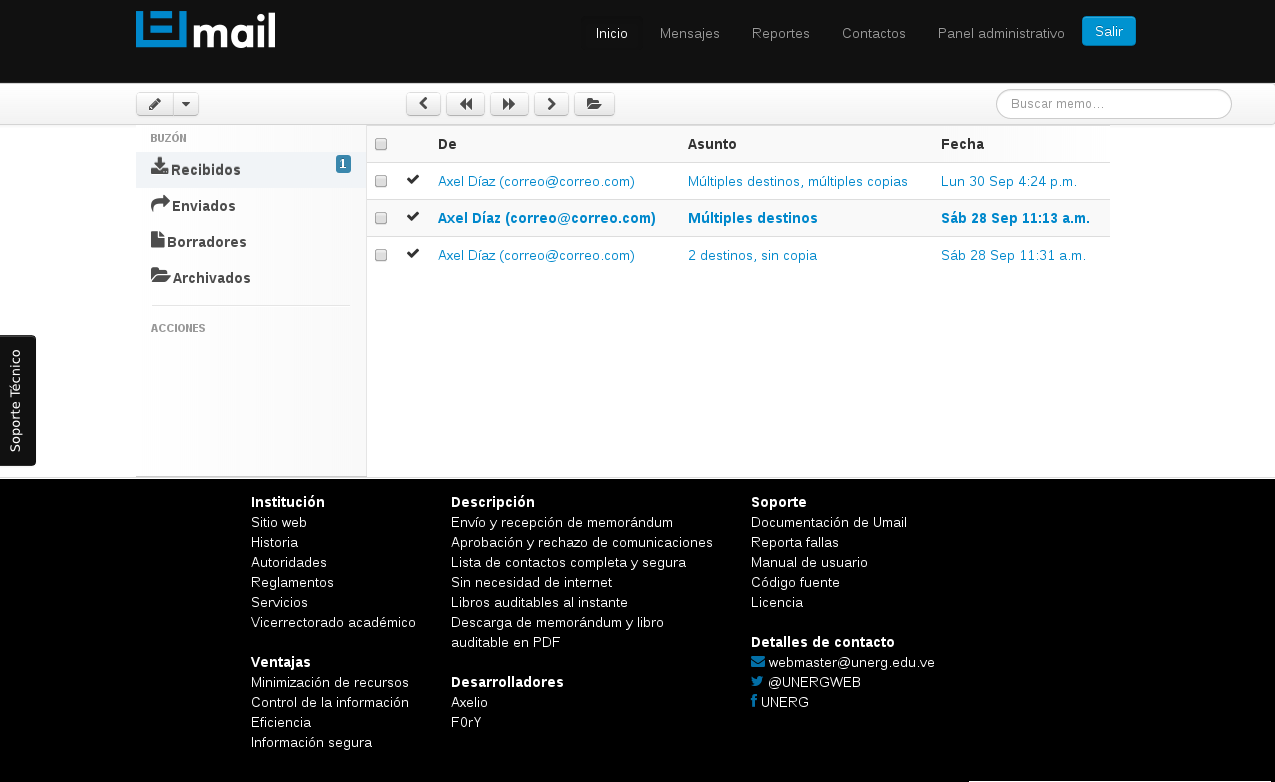 Umail
Inicio Mensajes Reportes Contactos Panel administrativo Salir
Buscar memo...
BUZÓN
Recibidos 1
Enviados
Borradores
Archivados
ACCIONES
De Asunto Fecha
Axel Díaz (correo@correo.com) Múltiples destinos, múltiples copias Lun 30 Sep 4:24 p.m.
Axel Díaz (correo@correo.com) Múltiples destinos Sáb 28 Sep 11:13 a.m.
Axel Díaz (correo@correo.com) 2 destinos, sin copia Sáb 28 Sep 11:31 a.m.
Soporte Técnico
Institución
Sitio web
Historia
Autoridades
Reglamentos
Servicios
Vicerrectorado académico
Ventajas
Minimización de recursos
Control de la información
Eficiencia
Información segura
Descripción
Envío y recepción de memorándum
Aprobación y rechazo de comunicaciones
Lista de contactos completa y segura
Sin necesidad de internet
Libros auditables al instante
Descarga de memorándum y libro
auditable en PDF
Desarrolladores
Axelio
F0rY
Soporte
Documentación de Umail
Reporta fallas
Manual de usuario
Código fuente
Licencia
Detalles de contacto
webmaster@unerg.edu.ve
@UNERGWEB
UNERG